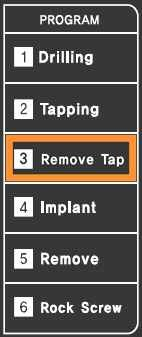 PROGRAM
1 Drilling
2 Tapping
3 Remove Tap
4 Implant
5 Remove
6 Rock Screw